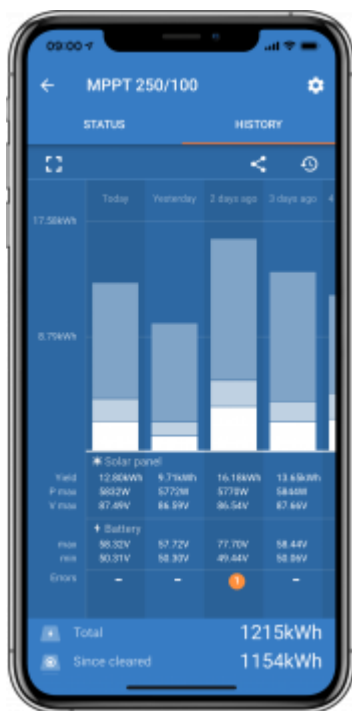 09:00
MPPT 250/100
STATUS HISTORY
Today Yesterday 2 days ago 3 days ago 4
17.58kWh
8.79kWh
Solar panel
Yield 12.80kWh 9.71kWh 16.18kWh 13.65kWh
P max 5832W 5772W 5770W 5844W
V max 87.49V 86.59V 86.54V 87.66V
Battery
max 58.32V 57.72V 77.70V 58.44V
min 50.31V 50.30V 49.44V 50.06V
Errors – – 1 –
Total 1215kWh
Since cleared 1154kWh